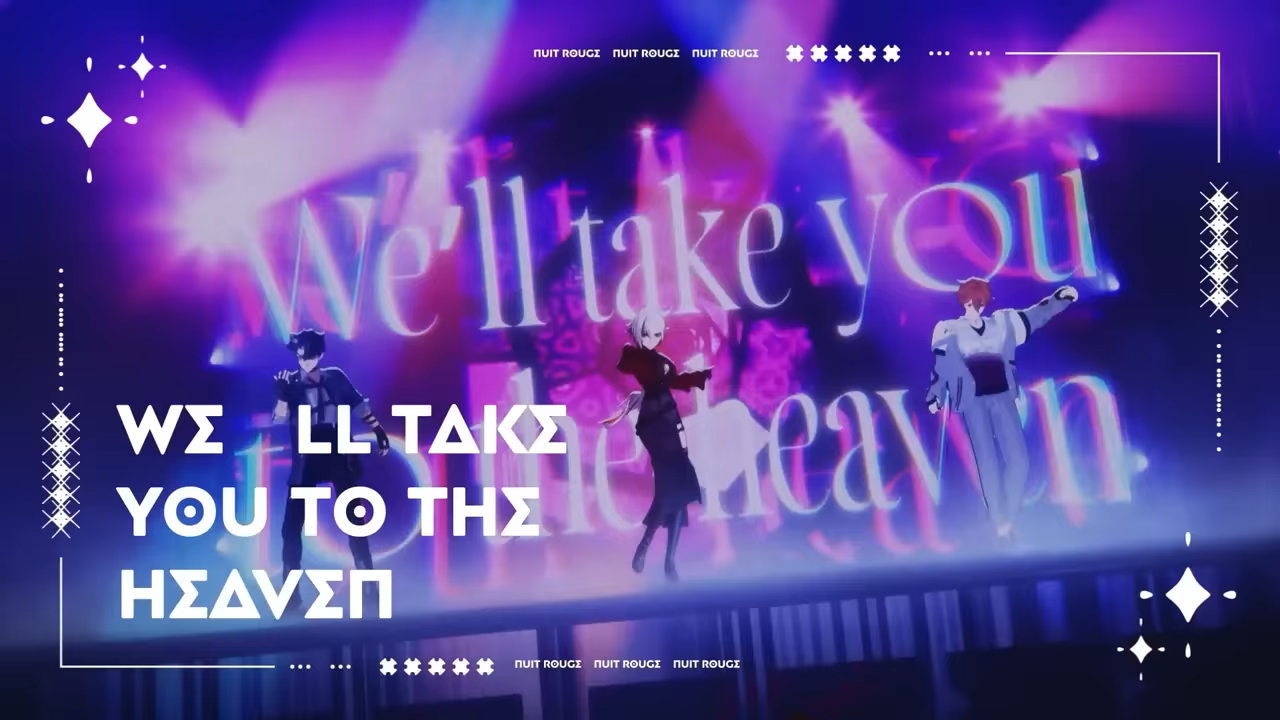 NUIT ROUGE NUIT ROUGE NUIT ROUGE
We'll take you
to the heaven
WE LL TAKE
YOU TO THE
HEAVEN
NUIT ROUGE NUIT ROUGE NUIT ROUGE